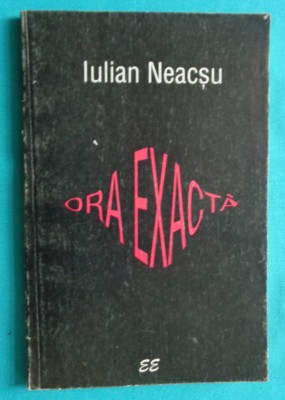 Iulian Neacșu
ORA EXACTĂ
EE